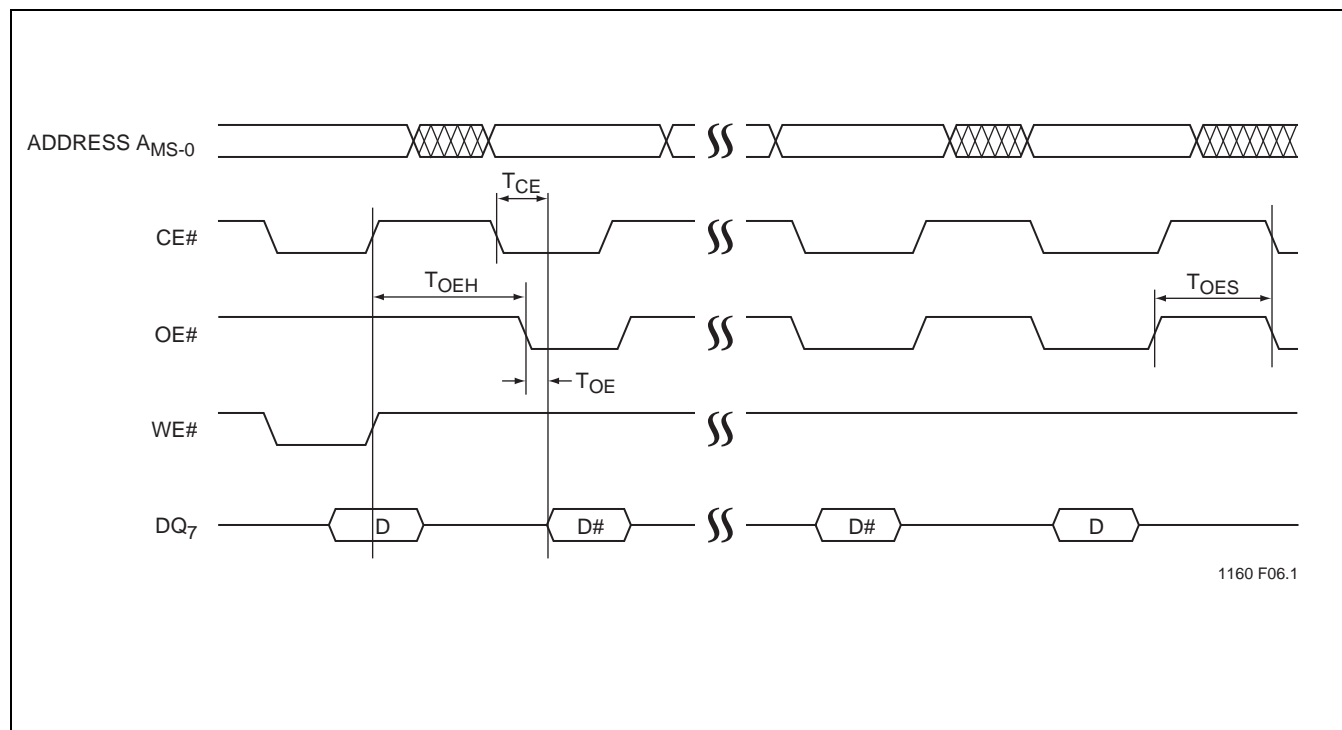 ADDRESS AMS-0
TCE
CE#
TOEH
TOES
OE#
TOE
WE#
DQ7
D
D#
D#
D
1160 F06.1